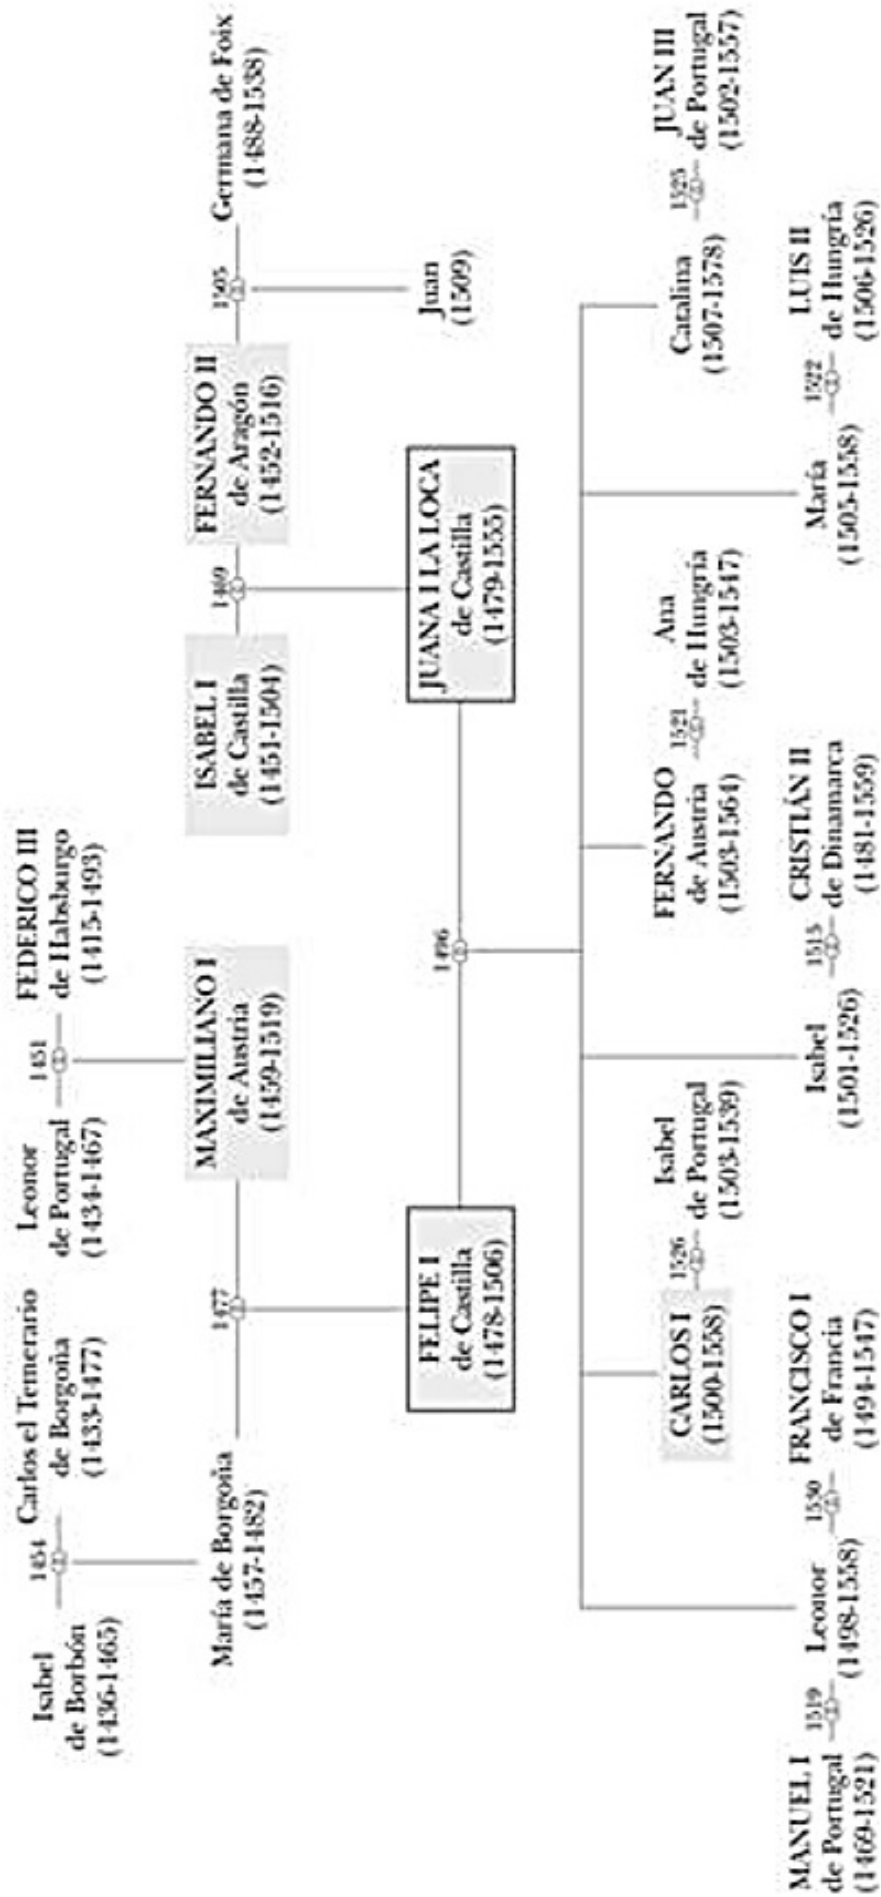 Isabel
de Borbón
(1436-1465)
1454
Carlos el Temerario
de Borgoña
(1433-1477)
Leonor
de Portugal
(1434-1467)
1451
FEDERICO III
de Habsburgo
(1415-1493)
María de Borgoña
(1457-1482)
1477
MAXIMILIANO I
de Austria
(1459-1519)
ISABEL I
de Castilla
(1451-1504)
1469
FERNANDO II
de Aragón
(1452-1516)
1505
Germana de Foix
(1488-1538)
FELIPE I
de Castilla
(1478-1506)
1496
JUANA I LA LOCA
de Castilla
(1479-1555)
Juan
(1509)
CARLOS I
(1500-1558)
1526
Isabel
de Portugal
(1503-1539)
FERNANDO
de Austria
(1503-1564)
1521
Ana
de Hungría
(1503-1547)
Catalina
(1507-1578)
1525
JUAN III
de Portugal
(1502-1557)
MANUEL I
de Portugal
(1469-1521)
1519
Leonor
(1498-1558)
1530
FRANCISCO I
de Francia
(1494-1547)
Isabel
(1501-1526)
1515
CRISTIÁN II
de Dinamarca
(1481-1559)
María
(1505-1558)
1522
LUIS II
de Hungría
(1506-1526)